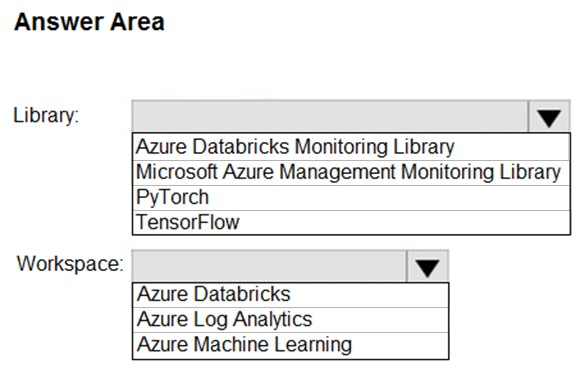 Answer Area
Library:
Azure Databricks Monitoring Library
Microsoft Azure Management Monitoring Library
PyTorch
TensorFlow
Workspace:
Azure Databricks
Azure Log Analytics
Azure Machine Learning